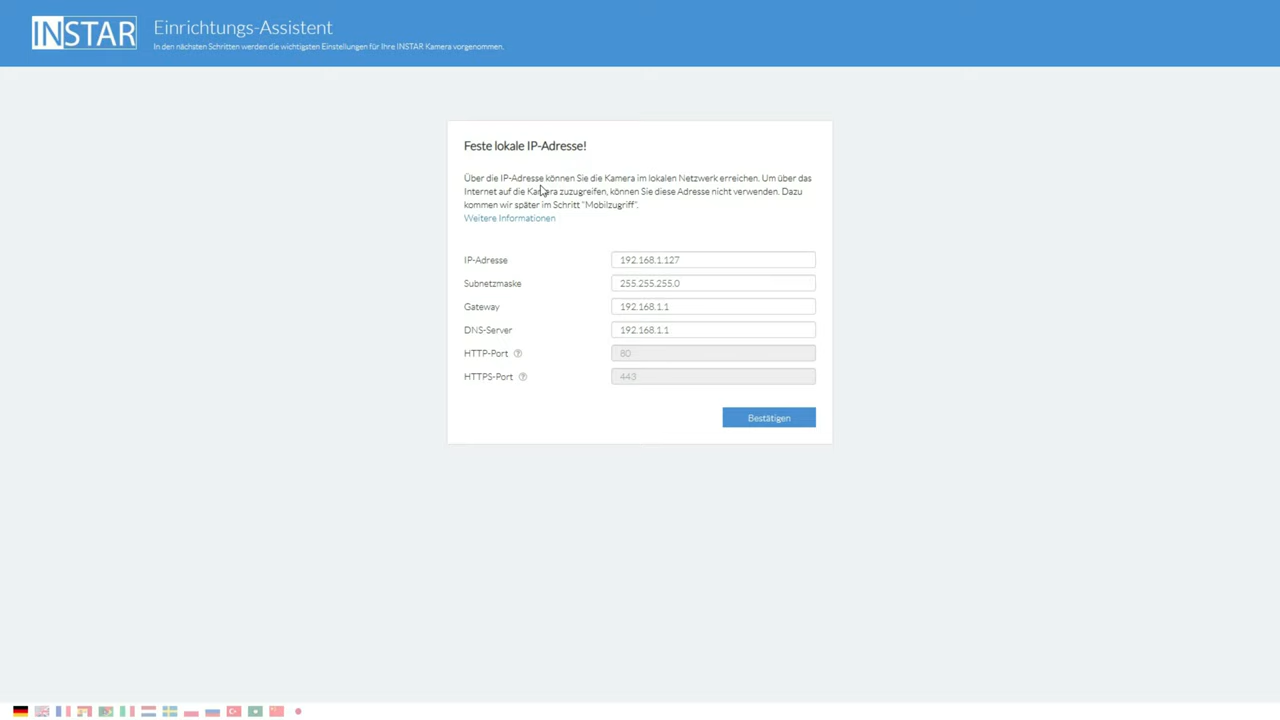 INSTAR
Einrichtungs-Assistent
In den nächsten Schritten werden die wichtigsten Einstellungen für Ihre INSTAR Kamera vorgenommen.
Feste lokale IP-Adresse!
Über die IP-Adresse können Sie die Kamera im lokalen Netzwerk erreichen. Um über das
Internet auf die Kamera zuzugreifen, können Sie diese Adresse nicht verwenden. Dazu
kommen wir später im Schritt "Mobilzugriff".
Weitere Informationen
IP-Adresse 192.168.1.127
Subnetzmaske 255.255.255.0
Gateway 192.168.1.1
DNS-Server 192.168.1.1
HTTP-Port ? 80
HTTPS-Port ? 443
Bestätigen